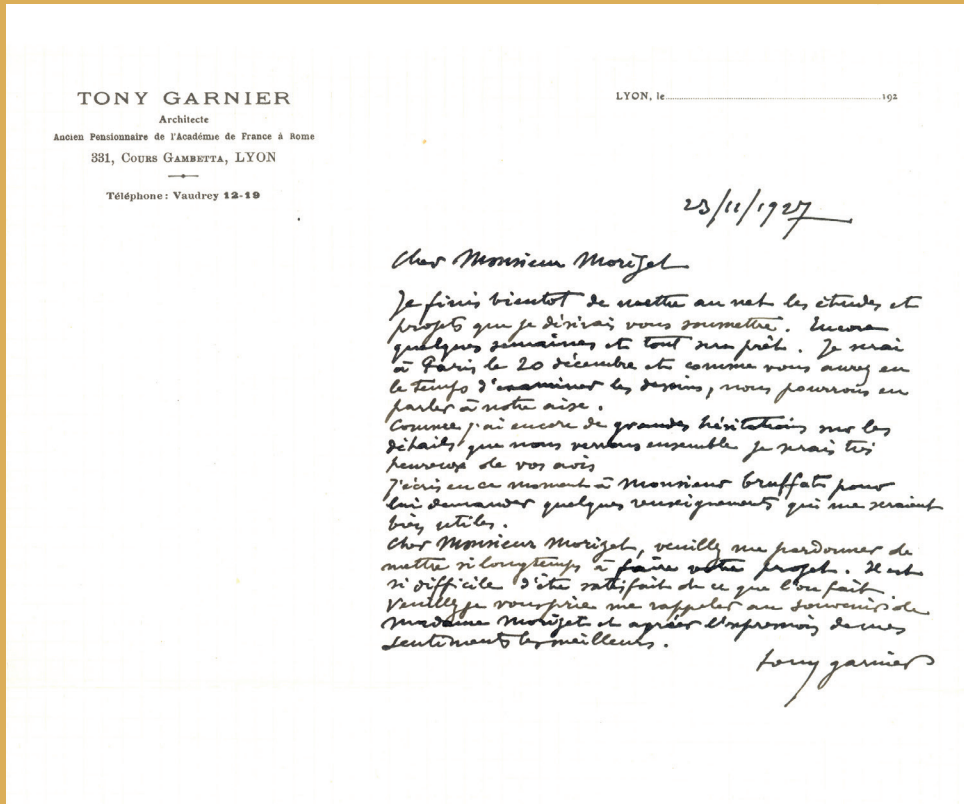 TONY GARNIER
Architecte
Ancien Pensionnaire de l'Académie de France à Rome
331, COURS GAMBETTA, LYON
Téléphone : Vaudrey 12-19
LYON, le 192
23/11/1927
Cher Monsieur Morizet
Je finis bientot de mettre au net les études et
projets que je désirais vous soumettre. Encore
quelques semaines et tout sera prêt. Je serai
à Paris le 20 décembre et comme vous aurez eu
le temps d'examiner les dessins, nous pourrons en
parler à notre aise.
Comme j'ai encore de grandes hésitations sur les
détails que nous verrons ensemble je serais très
heureux de vos avis
J'écris en ce moment à Monsieur bruffats pour
lui demander quelques renseignements qui me seraient
bien utiles.
Cher Monsieur Morizet, veuillez me pardonner de
mettre si longtemps à faire votre projet. Il est
si difficile d'être satisfait de ce que l'on fait.
Veuillez je vous prie me rappeler au souvenir de
Madame Morizet et agréer l'expression de mes
sentiments les meilleurs.
tony garnier